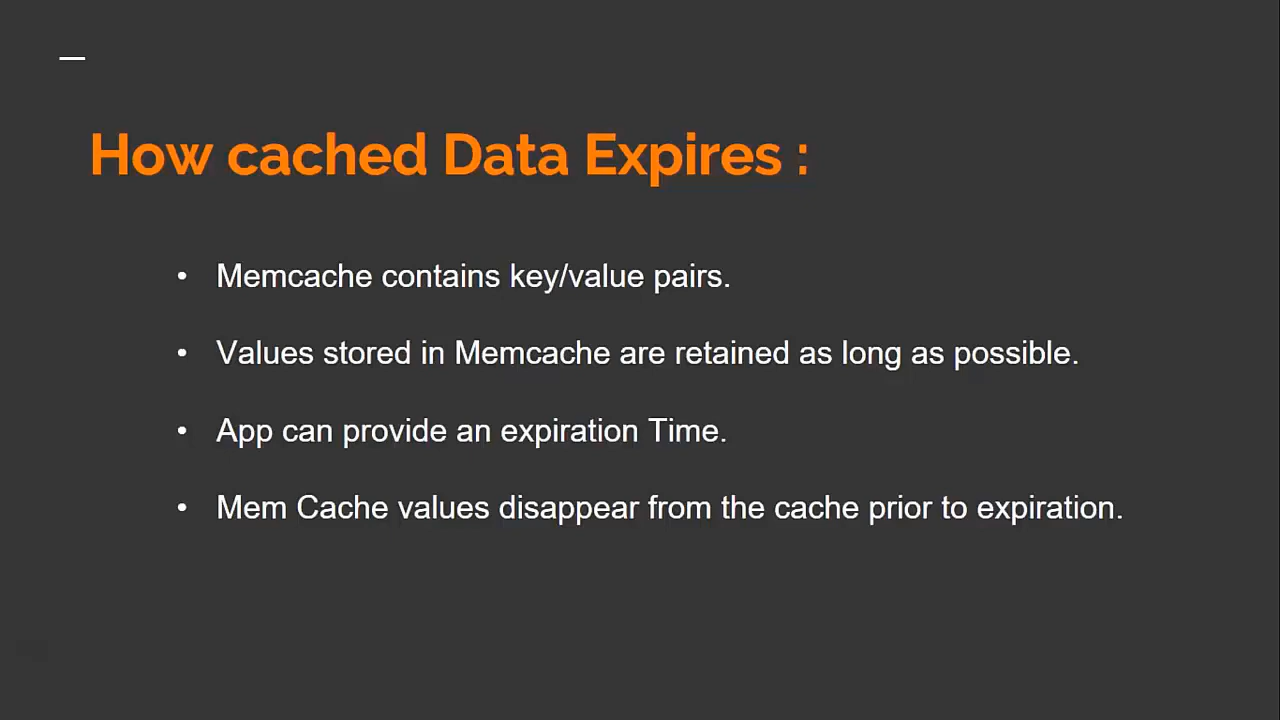 How cached Data Expires :
• Memcache contains key/value pairs.
• Values stored in Memcache are retained as long as possible.
• App can provide an expiration Time.
• Mem Cache values disappear from the cache prior to expiration.